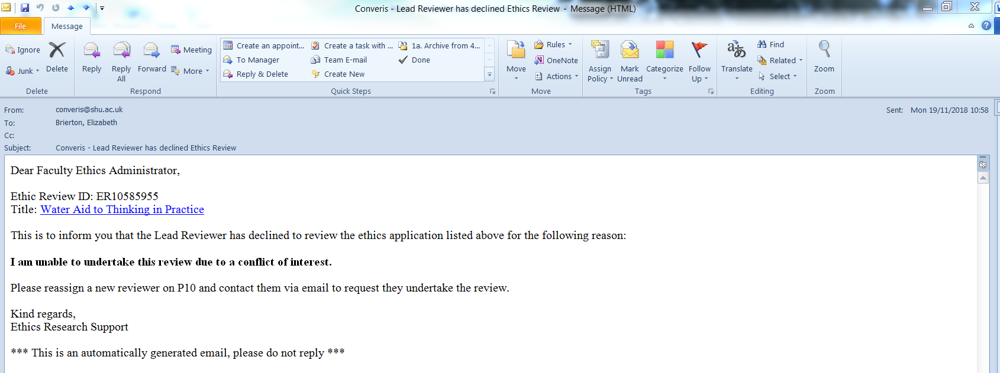 Converis - Lead Reviewer has declined Ethics Review - Message (HTML)
File Message
Ignore
Junk
Delete
Delete
Reply
Reply All
Forward
Meeting
More
Respond
Create an appoint...
To Manager
Reply & Delete
Create a task with ...
Team E-mail
Create New
1a. Archive from 4...
Done
Quick Steps
Move
Rules
OneNote
Actions
Move
Assign Policy
Mark Unread
Categorize
Follow Up
Tags
Translate
Find
Related
Select
Editing
Zoom
Zoom
From: converis@shu.ac.uk
Sent: Mon 19/11/2018 10:58
To: Brierton, Elizabeth
Cc:
Subject: Converis - Lead Reviewer has declined Ethics Review
Dear Faculty Ethics Administrator,
Ethic Review ID: ER10585955
Title: Water Aid to Thinking in Practice
This is to inform you that the Lead Reviewer has declined to review the ethics application listed above for the following reason:
I am unable to undertake this review due to a conflict of interest.
Please reassign a new reviewer on P10 and contact them via email to request they undertake the review.
Kind regards,
Ethics Research Support
*** This is an automatically generated email, please do not reply ***